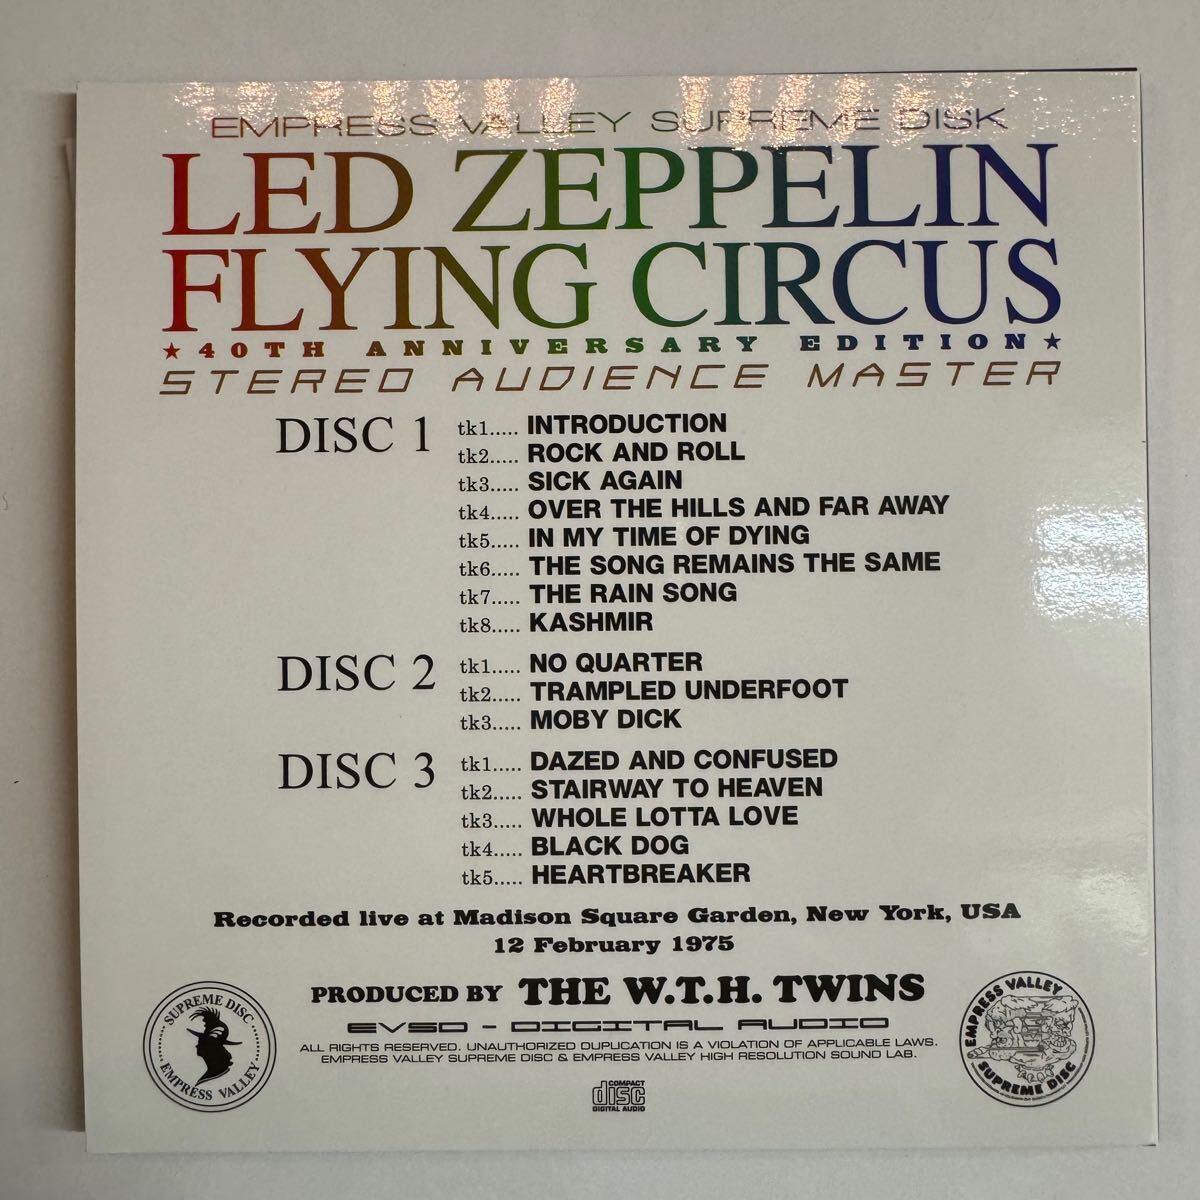 EMPRESS VALLEY SUPREME DISK
LED ZEPPELIN
FLYING CIRCUS
★ 40TH ANNIVERSARY EDITION ★
STEREO AUDIENCE MASTER
DISC 1
tk1..... INTRODUCTION
tk2..... ROCK AND ROLL
tk3..... SICK AGAIN
tk4..... OVER THE HILLS AND FAR AWAY
tk5..... IN MY TIME OF DYING
tk6..... THE SONG REMAINS THE SAME
tk7..... THE RAIN SONG
tk8..... KASHMIR
DISC 2
tk1..... NO QUARTER
tk2..... TRAMPLED UNDERFOOT
tk3..... MOBY DICK
DISC 3
tk1..... DAZED AND CONFUSED
tk2..... STAIRWAY TO HEAVEN
tk3..... WHOLE LOTTA LOVE
tk4..... BLACK DOG
tk5..... HEARTBREAKER
Recorded live at Madison Square Garden, New York, USA
12 February 1975
PRODUCED BY THE W.T.H. TWINS
EVSD - DIGITAL AUDIO
ALL RIGHTS RESERVED. UNAUTHORIZED DUPLICATION IS A VIOLATION OF APPLICABLE LAWS.
EMPRESS VALLEY SUPREME DISC & EMPRESS VALLEY HIGH RESOLUTION SOUND LAB.
SUPREME DISC
EMPRESS VALLEY
EMPRESS VALLEY
SUPREME DISC
COMPACT
disc
DIGITAL AUDIO